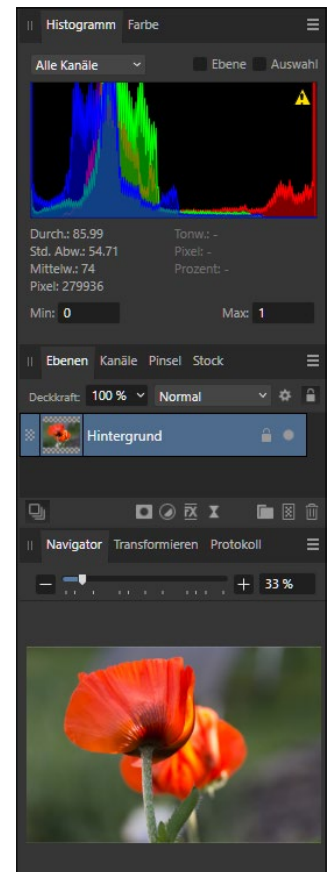 Histogramm Farbe
Alle Kanäle Ebene Auswahl
Durch.: 85.99 Tonw.: -
Std. Abw.: 54.71 Pixel: -
Mittelw.: 74 Prozent: -
Pixel: 279936
Min: 0 Max: 1
Ebenen Kanäle Pinsel Stock
Deckkraft: 100 % Normal
Hintergrund
Navigator Transformieren Protokoll
33 %